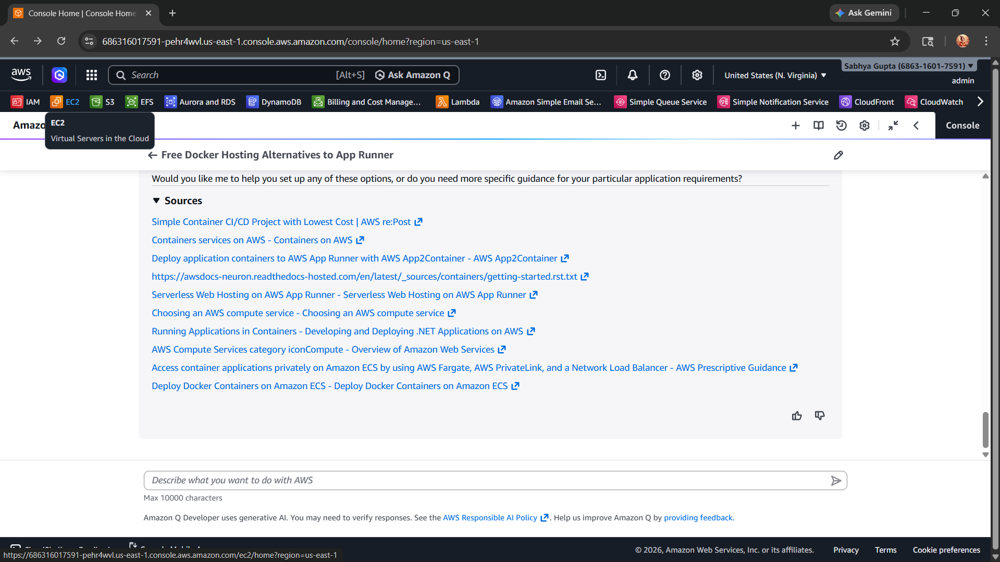 Console Home | Console Home
Ask Gemini
686316017591-pehr4wvl.us-east-1.console.aws.amazon.com/console/home?region=us-east-1
aws
Search
[Alt+S]
Ask Amazon Q
United States (N. Virginia) ▼
Sabhya Gupta (6863-1601-7591) ▼
admin
IAM
EC2
S3
EFS
Aurora and RDS
DynamoDB
Billing and Cost Manage...
Lambda
Amazon Simple Email Se...
Simple Queue Service
Simple Notification Service
CloudFront
CloudWatch
Amazo
EC2
Virtual Servers in the Cloud
Console
Free Docker Hosting Alternatives to App Runner
Would you like me to help you set up any of these options, or do you need more specific guidance for your particular application requirements?
▼ Sources
Simple Container CI/CD Project with Lowest Cost | AWS re:Post
Containers services on AWS - Containers on AWS
Deploy application containers to AWS App Runner with AWS App2Container - AWS App2Container
https://awsdocs-neuron.readthedocs-hosted.com/en/latest/_sources/containers/getting-started.rst.txt
Serverless Web Hosting on AWS App Runner - Serverless Web Hosting on AWS App Runner
Choosing an AWS compute service - Choosing an AWS compute service
Running Applications in Containers - Developing and Deploying .NET Applications on AWS
AWS Compute Services category iconCompute - Overview of Amazon Web Services
Access container applications privately on Amazon ECS by using AWS Fargate, AWS PrivateLink, and a Network Load Balancer - AWS Prescriptive Guidance
Deploy Docker Containers on Amazon ECS - Deploy Docker Containers on Amazon ECS
Describe what you want to do with AWS
Max 10000 characters
Amazon Q Developer uses generative AI. You may need to verify responses. See the AWS Responsible AI Policy. Help us improve Amazon Q by providing feedback.
© 2026, Amazon Web Services, Inc. or its affiliates.
Privacy
Terms
Cookie preferences
https://686316017591-pehr4wvl.us-east-1.console.aws.amazon.com/ec2/home?region=us-east-1